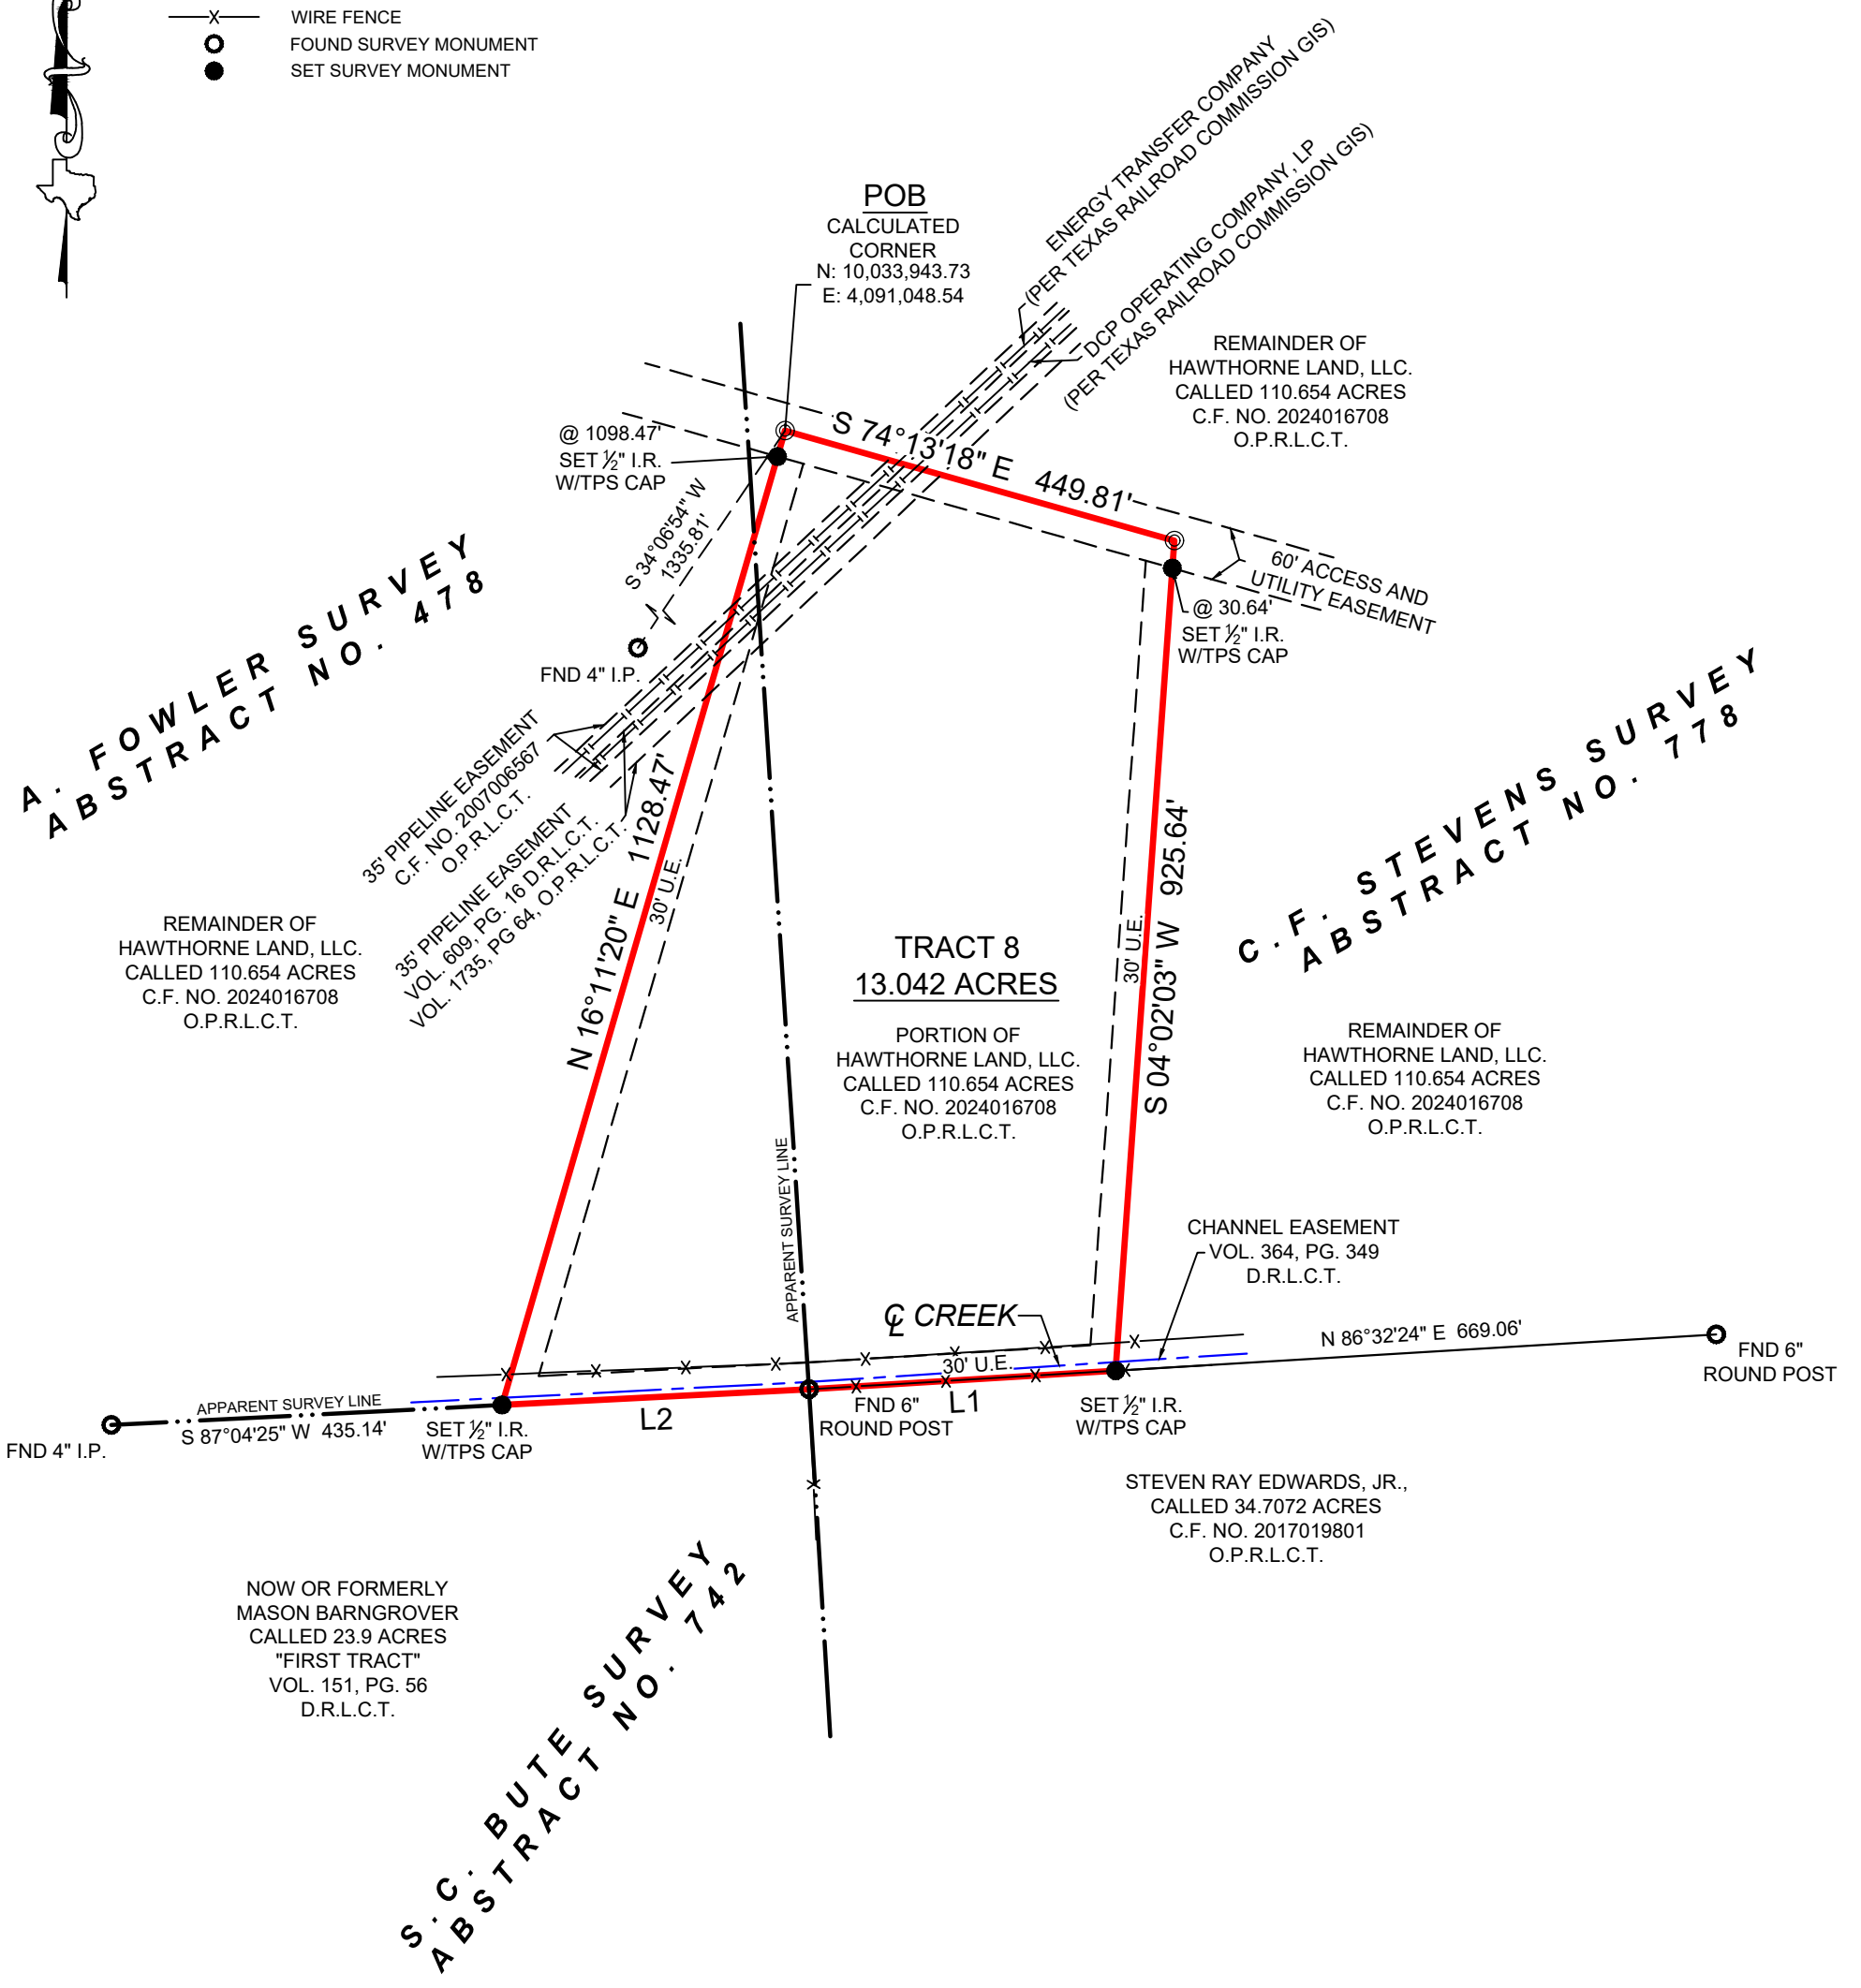 WIRE FENCE
FOUND SURVEY MONUMENT
SET SURVEY MONUMENT
ENERGY TRANSFER COMPANY
(PER TEXAS RAILROAD COMMISSION GIS)
DCP OPERATING COMPANY, LP
(PER TEXAS RAILROAD COMMISSION GIS)
POB
CALCULATED
CORNER
N: 10,033,943.73
E: 4,091,048.54
REMAINDER OF
HAWTHORNE LAND, LLC.
CALLED 110.654 ACRES
C.F. NO. 2024016708
O.P.R.L.C.T.
@ 1098.47'
SET ½" I.R.
W/TPS CAP
S 74°13'18" E 449.81'
S 34°06'54" W
1335.81'
60' ACCESS AND
UTILITY EASEMENT
@ 30.64'
SET ½" I.R.
W/TPS CAP
FND 4" I.P.
A. FOWLER SURVEY
ABSTRACT NO. 478
C.F. STEVENS SURVEY
ABSTRACT NO. 778
35' PIPELINE EASEMENT
C.F. NO. 2007006567
O.P.R.L.C.T.
35' PIPELINE EASEMENT
VOL. 609, PG. 16 D.R.L.C.T.
VOL. 1735, PG 64, O.P.R.L.C.T.
N 16°11'20" E 1128.47'
30' U.E.
30' U.E.
S 04°02'03" W 925.64'
REMAINDER OF
HAWTHORNE LAND, LLC.
CALLED 110.654 ACRES
C.F. NO. 2024016708
O.P.R.L.C.T.
TRACT 8
13.042 ACRES
PORTION OF
HAWTHORNE LAND, LLC.
CALLED 110.654 ACRES
C.F. NO. 2024016708
O.P.R.L.C.T.
REMAINDER OF
HAWTHORNE LAND, LLC.
CALLED 110.654 ACRES
C.F. NO. 2024016708
O.P.R.L.C.T.
APPARENT SURVEY LINE
CHANNEL EASEMENT
VOL. 364, PG. 349
D.R.L.C.T.
℄ CREEK
N 86°32'24" E 669.06'
FND 6"
ROUND POST
30' U.E.
APPARENT SURVEY LINE
S 87°04'25" W 435.14'
FND 4" I.P.
SET ½" I.R.
W/TPS CAP
L2
FND 6"
ROUND POST
L1
SET ½" I.R.
W/TPS CAP
STEVEN RAY EDWARDS, JR.,
CALLED 34.7072 ACRES
C.F. NO. 2017019801
O.P.R.L.C.T.
NOW OR FORMERLY
MASON BARNGROVER
CALLED 23.9 ACRES
"FIRST TRACT"
VOL. 151, PG. 56
D.R.L.C.T.
S.C. BUTE SURVEY
ABSTRACT NO. 742